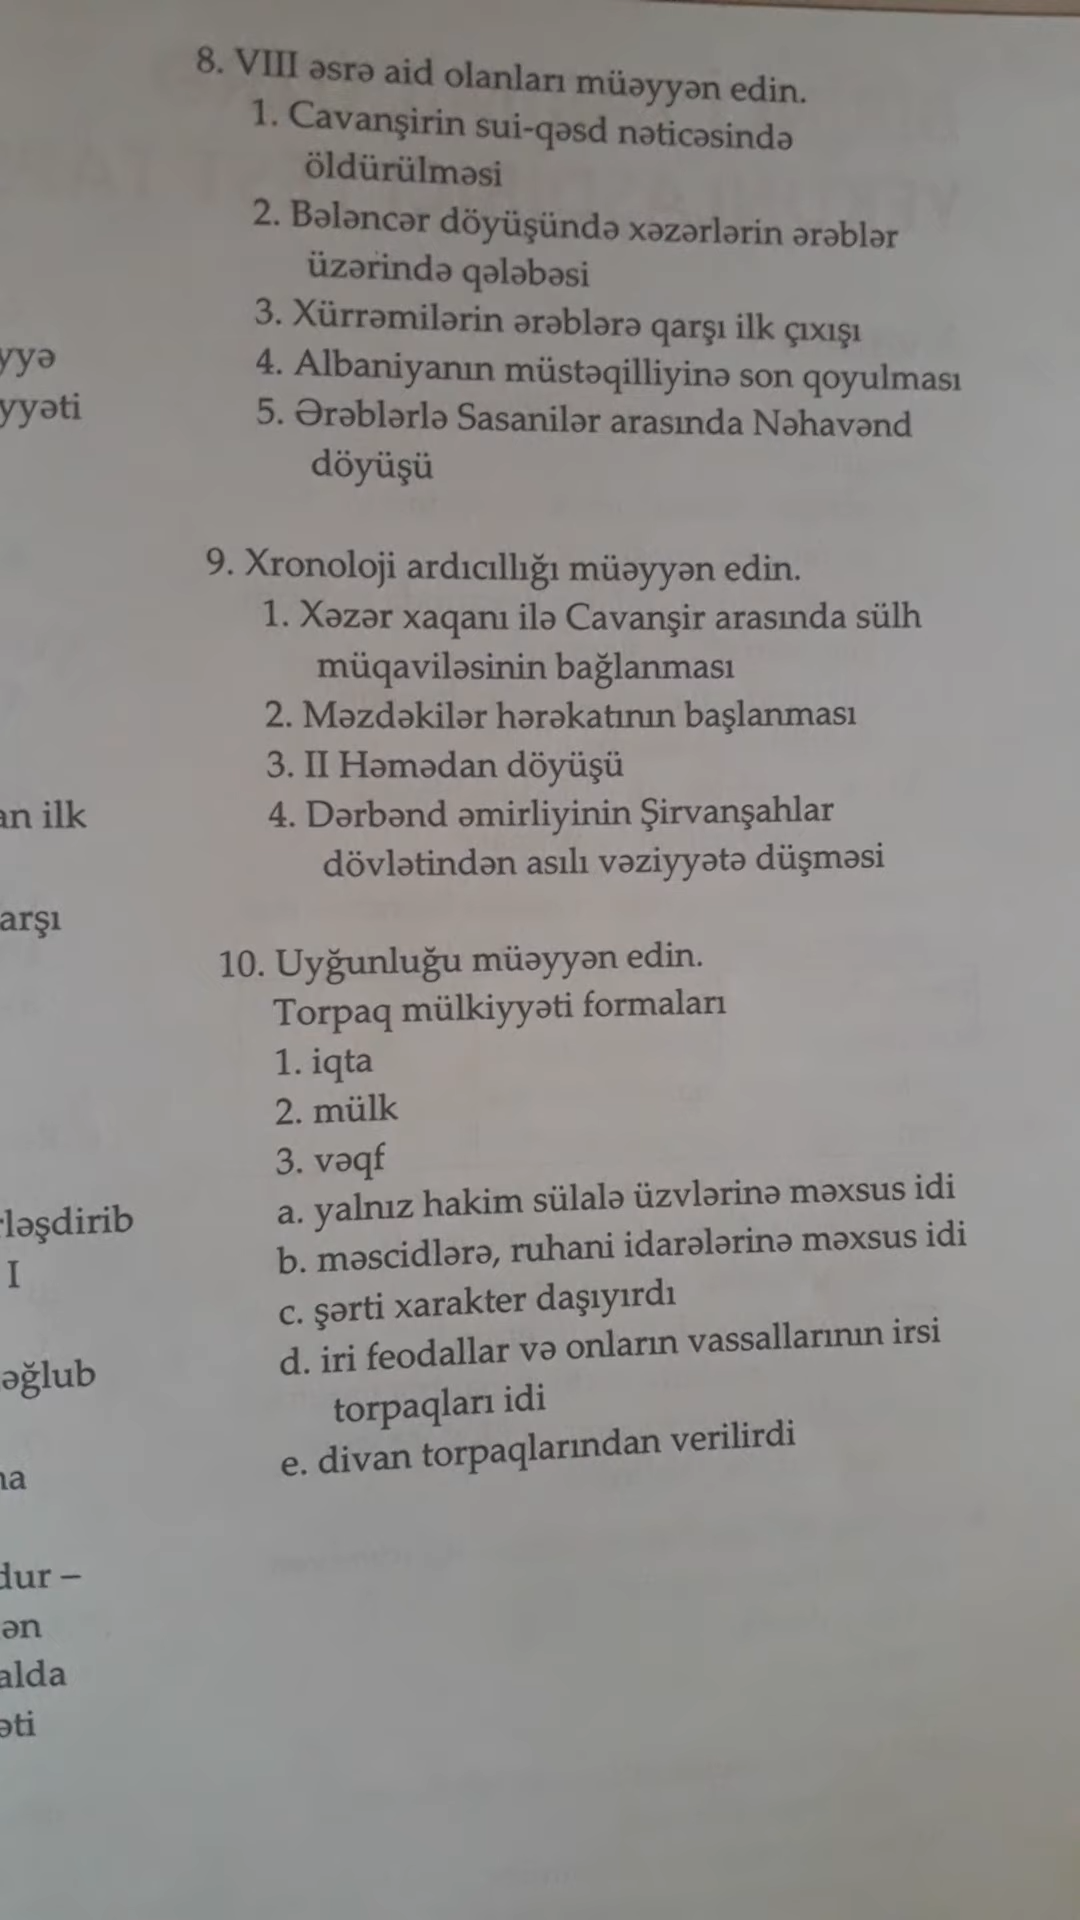 8. VIII əsrə aid olanları müəyyən edin.
1. Cavanşirin sui-qəsd nəticəsində
öldürülməsi
2. Bələncər döyüşündə xəzərlərin ərəblər
üzərində qələbəsi
3. Xürrəmilərin ərəblərə qarşı ilk çıxışı
4. Albaniyanın müstəqilliyinə son qoyulması
5. Ərəblərlə Sasanilər arasında Nəhavənd
döyüşü
9. Xronoloji ardıcıllığı müəyyən edin.
1. Xəzər xaqanı ilə Cavanşir arasında sülh
müqaviləsinin bağlanması
2. Məzdəkilər hərəkatının başlanması
3. II Həmədan döyüşü
4. Dərbənd əmirliyinin Şirvanşahlar
dövlətindən asılı vəziyyətə düşməsi
10. Uyğunluğu müəyyən edin.
Torpaq mülkiyyəti formaları
1. iqta
2. mülk
3. vəqf
a. yalnız hakim sülalə üzvlərinə məxsus idi
b. məscidlərə, ruhani idarələrinə məxsus idi
c. şərti xarakter daşıyırdı
d. iri feodallar və onların vassallarının irsi
torpaqları idi
e. divan torpaqlarından verilirdi
yyə
yyəti
an ilk
arşı
ləşdirib
I
əğlub
na
dur –
ən
alda
əti